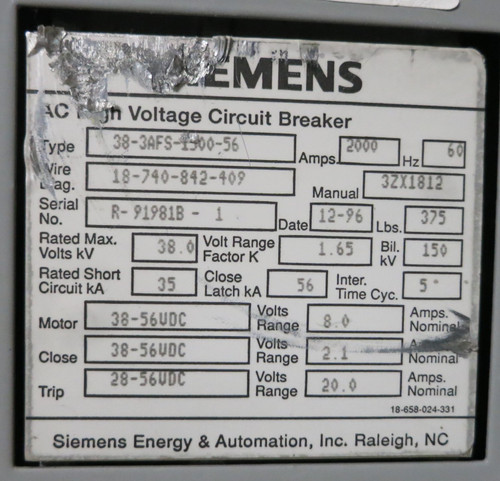 SIEMENS
AC High Voltage Circuit Breaker
Type 38-3AFS-1500-56 Amps 2000 Hz 60
Wire Diag. 18-740-842-409 Manual 3ZX1812
Serial No. R-91981B - 1 Date 12-96 Lbs. 375
Rated Max. Volts kV 38.0 Volt Range Factor K 1.65 Bil. kV 150
Rated Short Circuit kA 35 Close Latch kA 56 Inter. Time Cyc. 5
Motor 38-56VDC Volts Range 8.0 Amps. Nominal
Close 38-56VDC Volts Range 2.1 Nominal
Trip 28-56VDC Volts Range 20.0 Amps. Nominal
18-658-024-331
Siemens Energy & Automation, Inc. Raleigh, NC